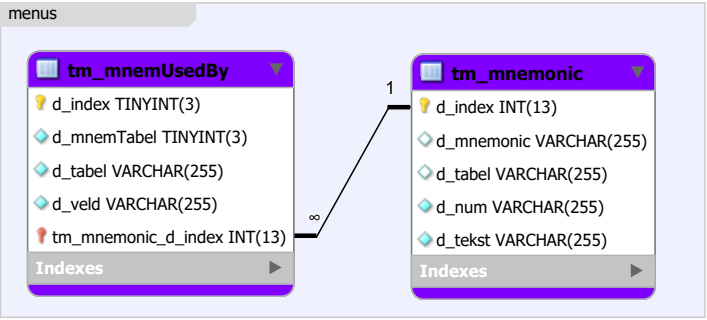 menus
tm_mnemUsedBy
d_index TINYINT(3)
d_mnemTabel TINYINT(3)
d_tabel VARCHAR(255)
d_veld VARCHAR(255)
tm_mnemonic_d_index INT(13)
Indexes
∞
1
tm_mnemonic
d_index INT(13)
d_mnemonic VARCHAR(255)
d_tabel VARCHAR(255)
d_num VARCHAR(255)
d_tekst VARCHAR(255)
Indexes